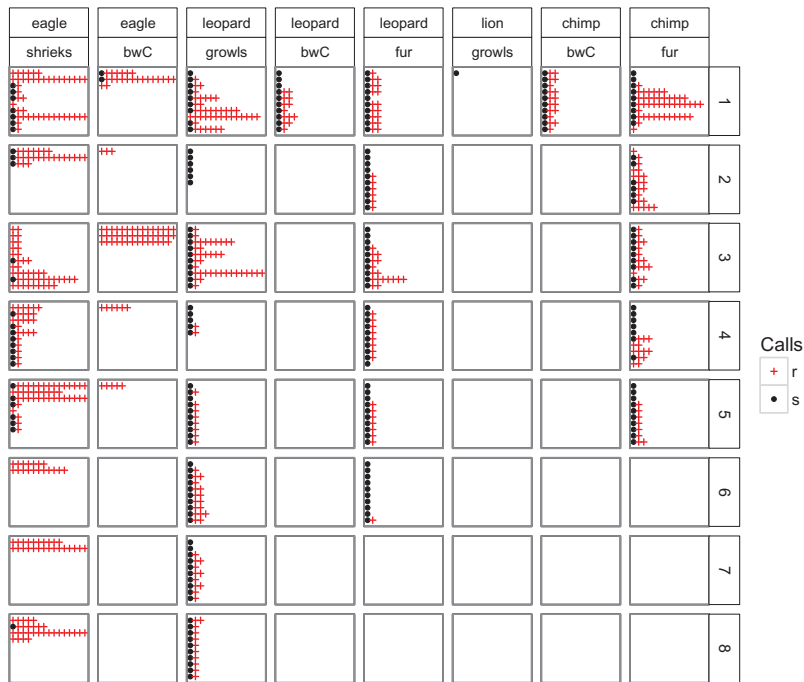 eagle eagle leopard leopard leopard lion chimp chimp
shrieks bwC growls bwC fur growls bwC fur
1
2
3
4
5
6
7
8
Calls
r
s